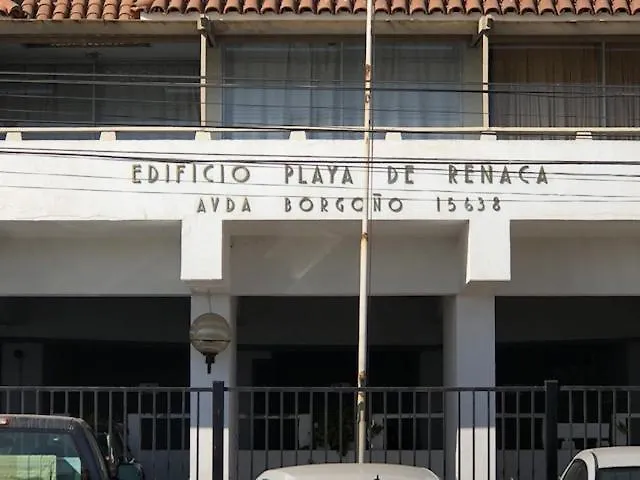 EDIFICIO PLAYA DE RENACA
AVDA BORGOÑO 15638